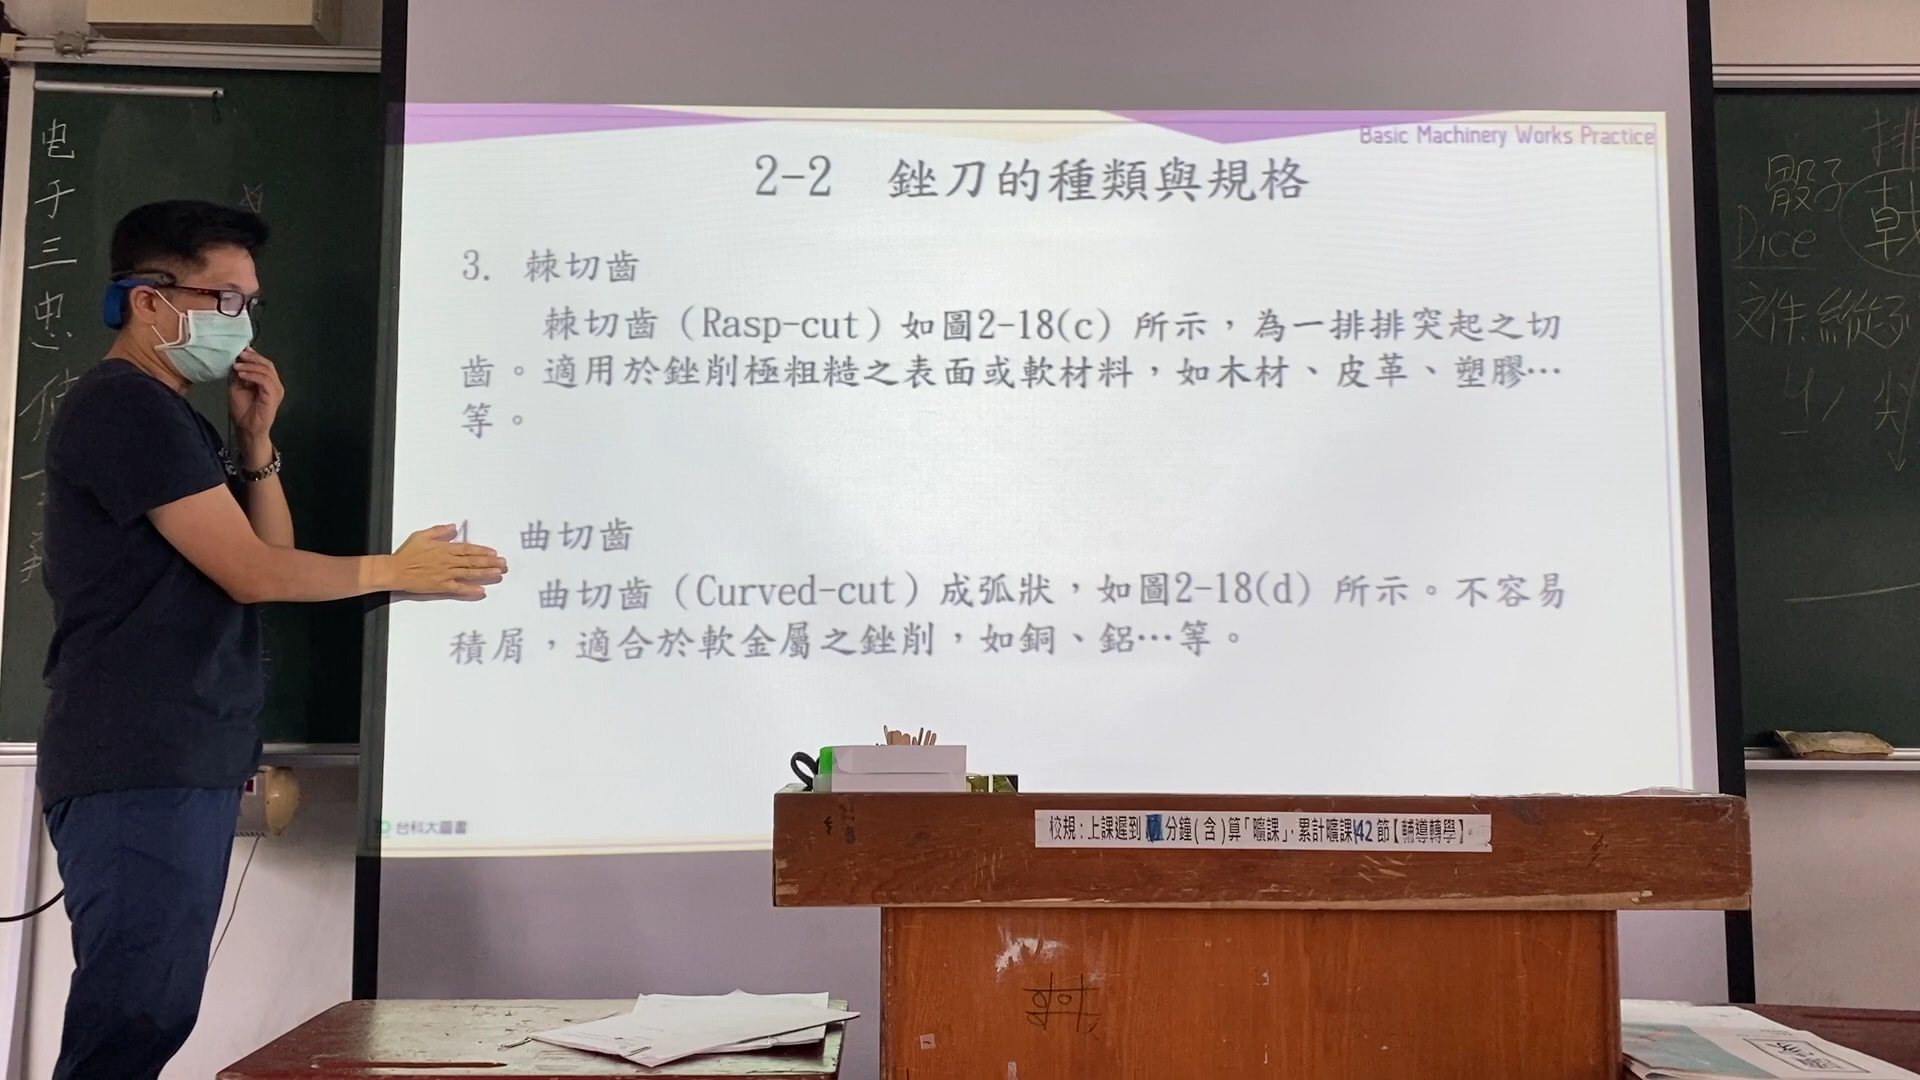 Basic Machinery Works Practice
2-2 銼刀的種類與規格
3. 棘切齒
棘切齒(Rasp-cut)如圖2-18(c) 所示,為一排排突起之切
齒。適用於銼削極粗糙之表面或軟材料,如木材、皮革、塑膠…
等。
4. 曲切齒
曲切齒(Curved-cut)成弧狀,如圖2-18(d) 所示。不容易
積屑,適合於軟金屬之銼削,如銅、鋁…等。
台科大圖書
校規:上課遲到 分鐘(含)算「曠課」,累計曠課42節【輔導轉學】。
电
子
三
忠
骰子
Dice